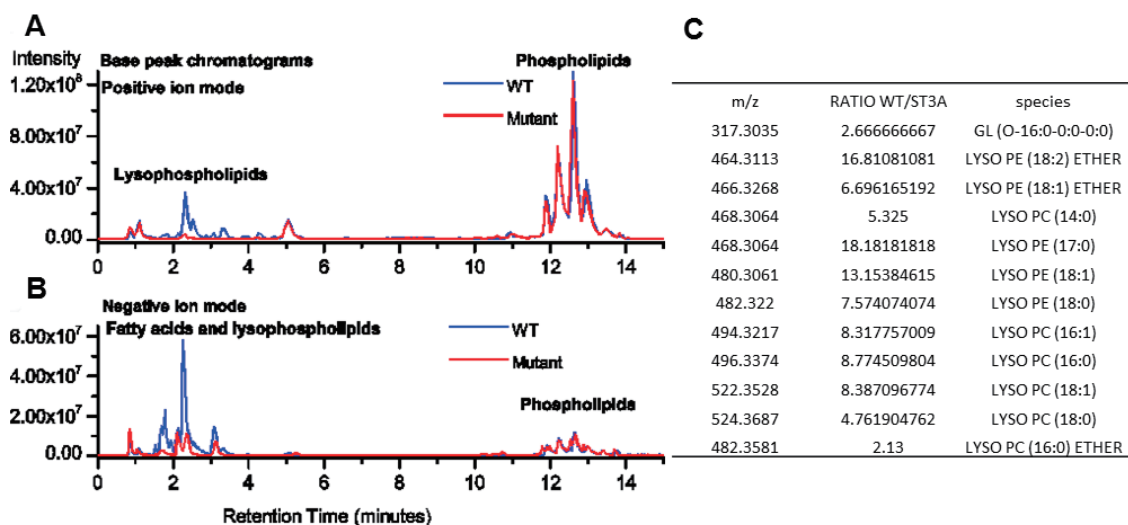 A
Intensity
Base peak chromatograms
Phospholipids
1.20x10⁸
Positive ion mode
WT
Mutant
8.00x10⁷
Lysophospholipids
4.00x10⁷
0.00
0 2 4 6 8 10 12 14
B
Negative ion mode
Fatty acids and lysophospholipids
6.00x10⁷
WT
Mutant
4.00x10⁷
Phospholipids
2.00x10⁷
0.00
0 2 4 6 8 10 12 14
Retention Time (minutes)
C
m/z RATIO WT/ST3A species
317.3035 2.666666667 GL (O-16:0-0:0-0:0)
464.3113 16.81081081 LYSO PE (18:2) ETHER
466.3268 6.696165192 LYSO PE (18:1) ETHER
468.3064 5.325 LYSO PC (14:0)
468.3064 18.18181818 LYSO PE (17:0)
480.3061 13.15384615 LYSO PE (18:1)
482.322 7.574074074 LYSO PE (18:0)
494.3217 8.317757009 LYSO PC (16:1)
496.3374 8.774509804 LYSO PC (16:0)
522.3528 8.387096774 LYSO PC (18:1)
524.3687 4.761904762 LYSO PC (18:0)
482.3581 2.13 LYSO PC (16:0) ETHER